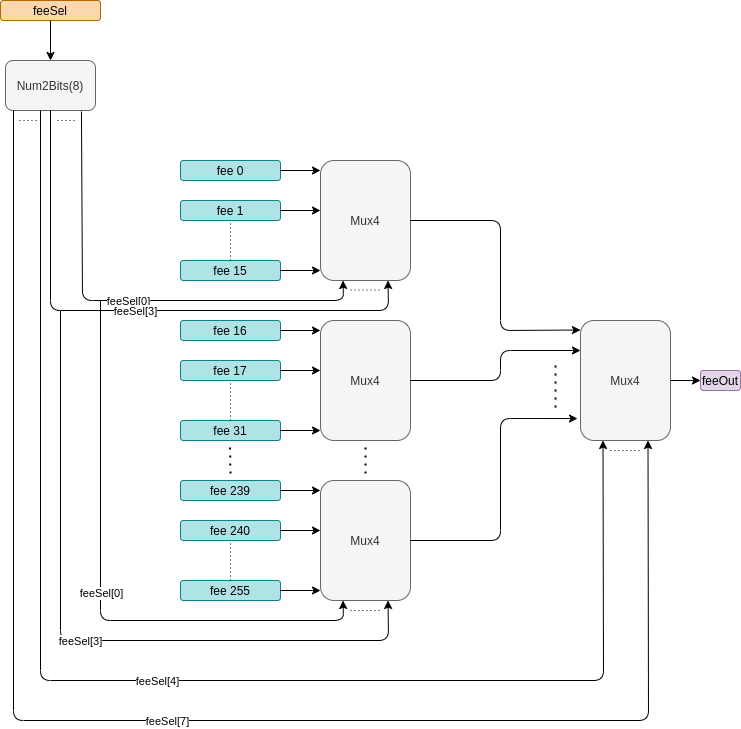 feeSel
Num2Bits(8)
fee 0
fee 1
fee 15
Mux4
feeSel[0]
feeSel[3]
fee 16
fee 17
fee 31
Mux4
Mux4
feeOut
fee 239
fee 240
fee 255
Mux4
feeSel[0]
feeSel[3]
feeSel[4]
feeSel[7]